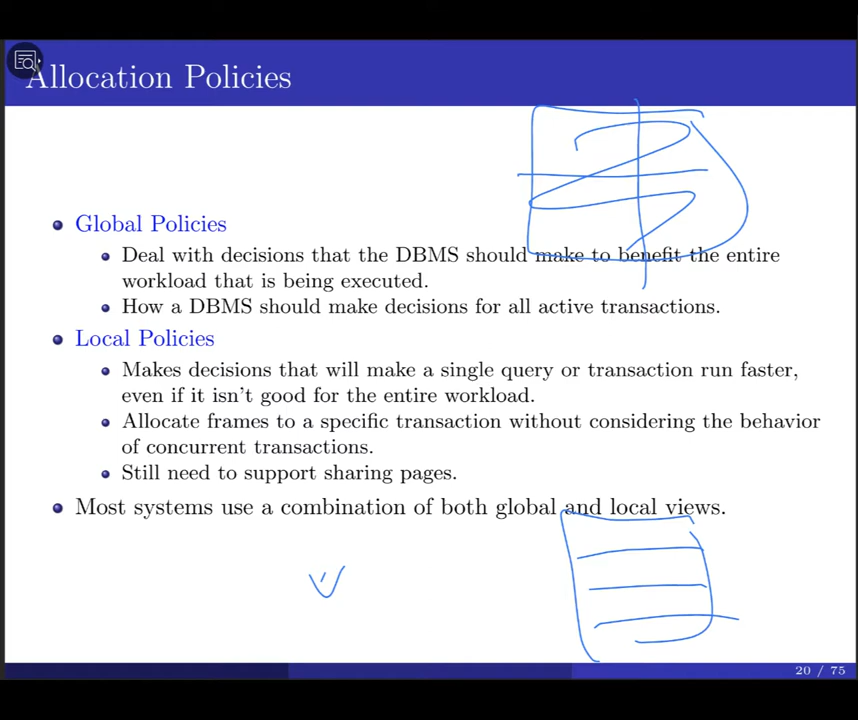 Allocation Policies
Global Policies
Deal with decisions that the DBMS should make to benefit the entire
workload that is being executed.
How a DBMS should make decisions for all active transactions.
Local Policies
Makes decisions that will make a single query or transaction run faster,
even if it isn't good for the entire workload.
Allocate frames to a specific transaction without considering the behavior
of concurrent transactions.
Still need to support sharing pages.
Most systems use a combination of both global and local views.
20 / 75